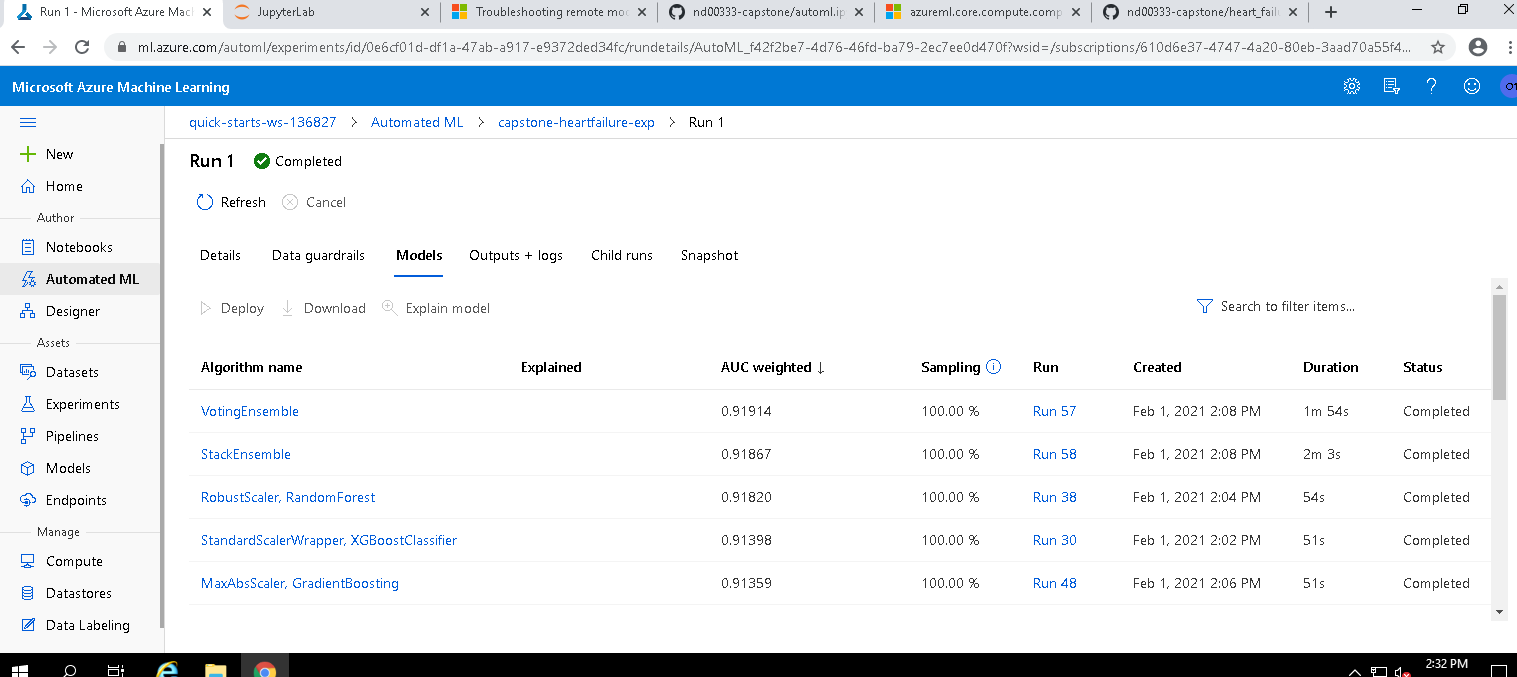 Run 1 - Microsoft Azure Mac
JupyterLab
Troubleshooting remote mo
nd00333-capstone/automl.ip
azureml.core.compute.comp
nd00333-capstone/heart_fail
ml.azure.com/automl/experiments/id/0e6cf01d-df1a-47ab-a917-e9372ded34fc/rundetails/AutoML_f42f2be7-4d76-46fd-ba79-2ec7ee0d470f?wsid=/subscriptions/610d6e37-4747-4a20-80eb-3aad70a55f4...
Microsoft Azure Machine Learning
quick-starts-ws-136827 > Automated ML > capstone-heartfailure-exp > Run 1
New
Home
Author
Notebooks
Automated ML
Designer
Assets
Datasets
Experiments
Pipelines
Models
Endpoints
Manage
Compute
Datastores
Data Labeling
Run 1 Completed
Refresh Cancel
Details Data guardrails Models Outputs + logs Child runs Snapshot
Deploy Download Explain model Search to filter items...
Algorithm name Explained AUC weighted ↓ Sampling Run Created Duration Status
VotingEnsemble 0.91914 100.00 % Run 57 Feb 1, 2021 2:08 PM 1m 54s Completed
StackEnsemble 0.91867 100.00 % Run 58 Feb 1, 2021 2:08 PM 2m 3s Completed
RobustScaler, RandomForest 0.91820 100.00 % Run 38 Feb 1, 2021 2:04 PM 54s Completed
StandardScalerWrapper, XGBoostClassifier 0.91398 100.00 % Run 30 Feb 1, 2021 2:02 PM 51s Completed
MaxAbsScaler, GradientBoosting 0.91359 100.00 % Run 48 Feb 1, 2021 2:06 PM 51s Completed
2:32 PM